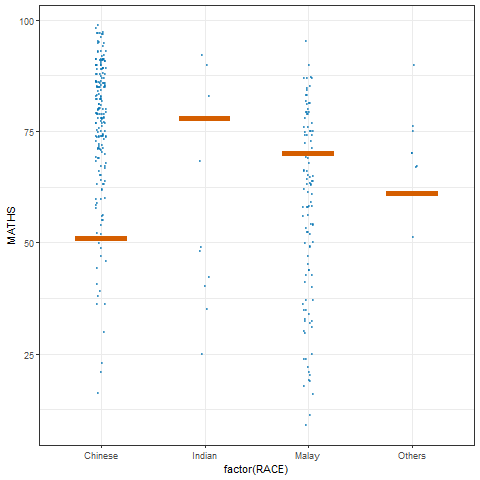 100
75
50
25
MATHS
Chinese
Indian
Malay
Others
factor(RACE)